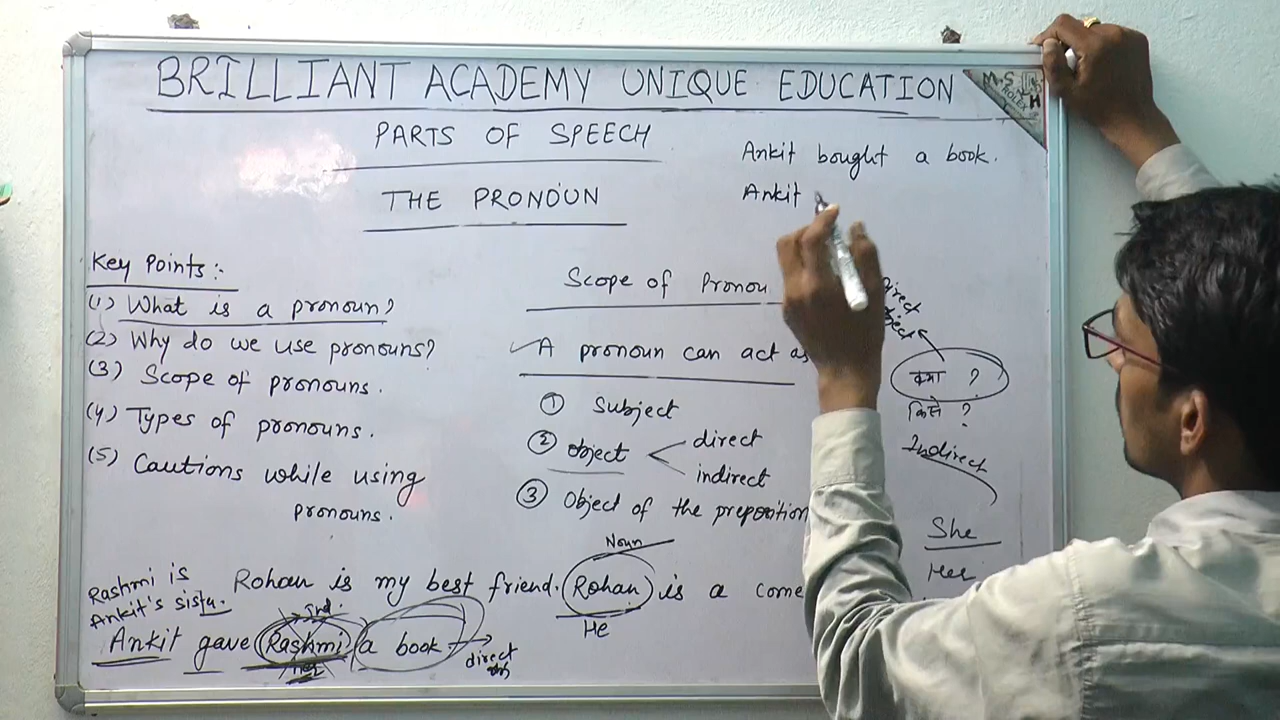 BRILLIANT ACADEMY UNIQUE EDUCATION
PARTS OF SPEECH
THE PRONOUN
Ankit bought a book.
Ankit
Key Points:-
(1) What is a pronoun?
(2) Why do we use pronouns?
(3) Scope of pronouns.
(4) Types of pronouns.
(5) Cautions while using
pronouns.
Scope of Pronou
A pronoun can act as
① Subject
② object
direct
indirect
③ Object of the preposition
क्या ?
किसे ?
Indirect
She
Her
Rashmi is
Ankit's sister.
Rohan is my best friend. Rohan is a come
Noun
He
Ankit gave Rashmi a book
Ind.
her
direct